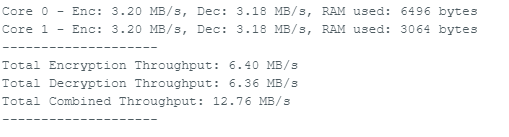 Core 0 - Enc: 3.20 MB/s, Dec: 3.18 MB/s, RAM used: 6496 bytes
Core 1 - Enc: 3.20 MB/s, Dec: 3.18 MB/s, RAM used: 3064 bytes
--------------------
Total Encryption Throughput: 6.40 MB/s
Total Decryption Throughput: 6.36 MB/s
Total Combined Throughput: 12.76 MB/s
--------------------